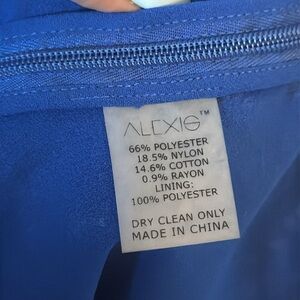 ALEXIS™
66% POLYESTER
18.5% NYLON
14.6% COTTON
0.9% RAYON
LINING:
100% POLYESTER
DRY CLEAN ONLY
MADE IN CHINA